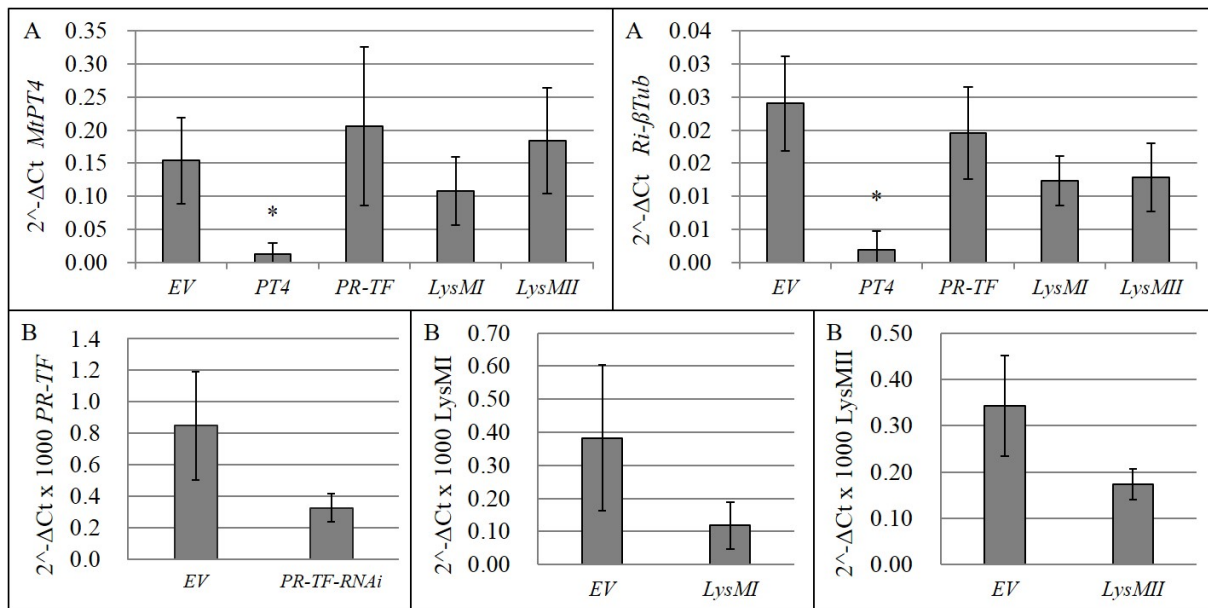 A
2^-ΔCt MtPT4
0.35
0.30
0.25
0.20
0.15
0.10
0.05
0.00
*
EV PT4 PR-TF LysMI LysMII
A
2^-ΔCt Ri-βTub
0.04
0.03
0.03
0.02
0.02
0.01
0.01
0.00
*
EV PT4 PR-TF LysMI LysMII
B
2^-ΔCt x 1000 PR-TF
1.4
1.2
1.0
0.8
0.6
0.4
0.2
0.0
EV PR-TF-RNAi
B
2^-ΔCt x 1000 LysMI
0.70
0.60
0.50
0.40
0.30
0.20
0.10
0.00
EV LysMI
B
2^-ΔCt x 1000 LysMII
0.50
0.40
0.30
0.20
0.10
0.00
EV LysMII